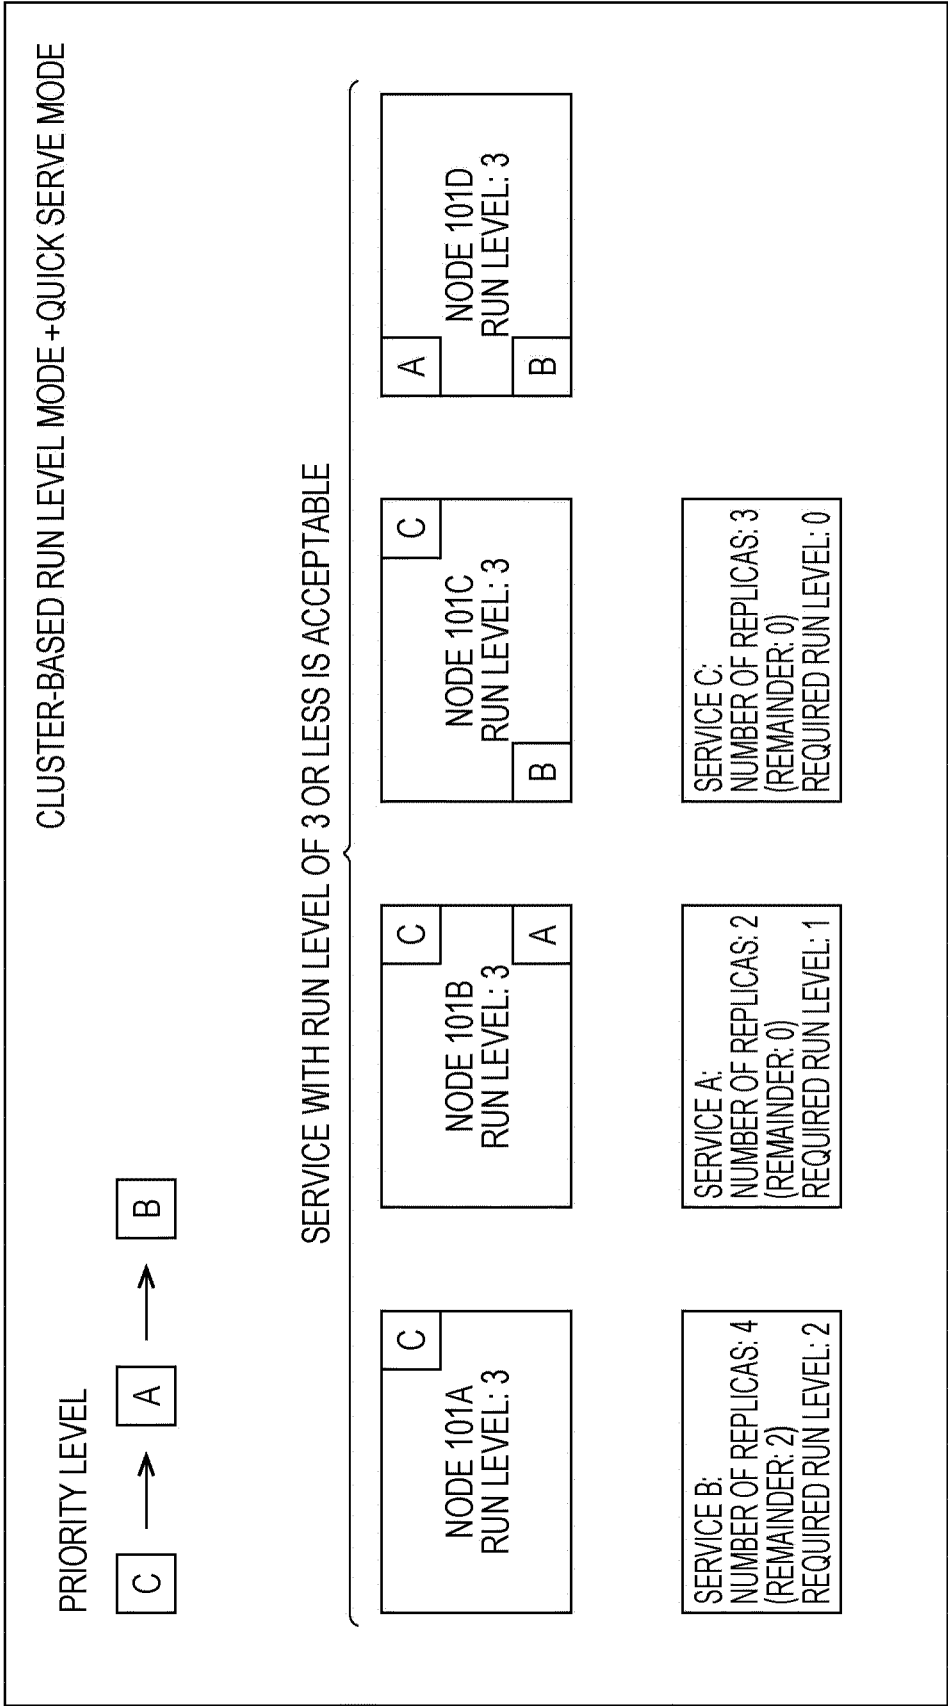 CLUSTER-BASED RUN LEVEL MODE+QUICK SERVE MODE
PRIORITY LEVEL
C
A
B
SERVICE WITH RUN LEVEL OF 3 OR LESS IS ACCEPTABLE
C
NODE 101A
RUN LEVEL: 3
C
NODE 101B
RUN LEVEL: 3
A
C
NODE 101C
RUN LEVEL: 3
B
A
NODE 101D
RUN LEVEL: 3
B
SERVICE B:
NUMBER OF REPLICAS: 4
(REMAINDER: 2)
REQUIRED RUN LEVEL: 2
SERVICE A:
NUMBER OF REPLICAS: 2
(REMAINDER: 0)
REQUIRED RUN LEVEL: 1
SERVICE C:
NUMBER OF REPLICAS: 3
(REMAINDER: 0)
REQUIRED RUN LEVEL: 0